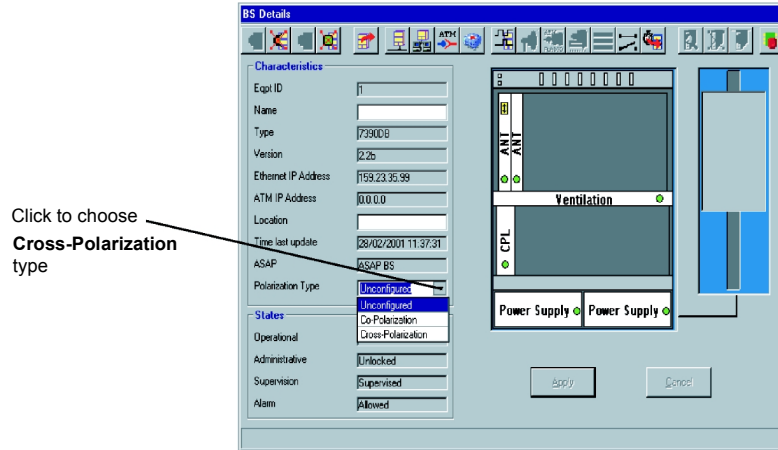 BS Details
ATM
Characteristics
Eqpt ID 1
Name
Type 7390DB
Version 2.2b
Ethernet IP Address 159.23.35.99
ATM IP Address 0.0.0.0
Location
Time last update 28/02/2001 11:37:31
ASAP ASAP BS
Polarization Type Unconfigured
Unconfigured
Co-Polarization
Cross-Polarization
States
Operational
Administrative Unlocked
Supervision Supervised
Alarm Allowed
Click to choose
Cross-Polarization
type
ANT
ANT
Ventilation
CPL
Power Supply
Power Supply
Apply
Cancel